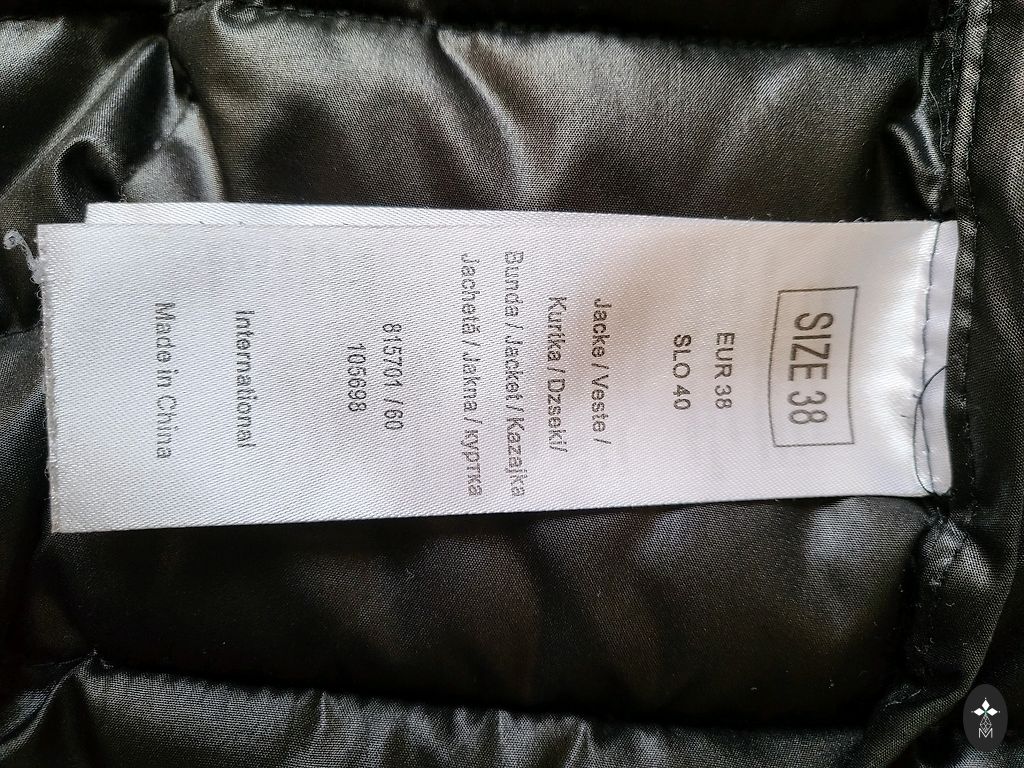 SIZE 38
EUR 38
SLO 40
Jacke / Veste /
Kurtka / Dzseki/
Bunda / Jacket / Kazajka
Jachetă / Jakna / куртка
815701 / 60
105698
International
Made in China
M